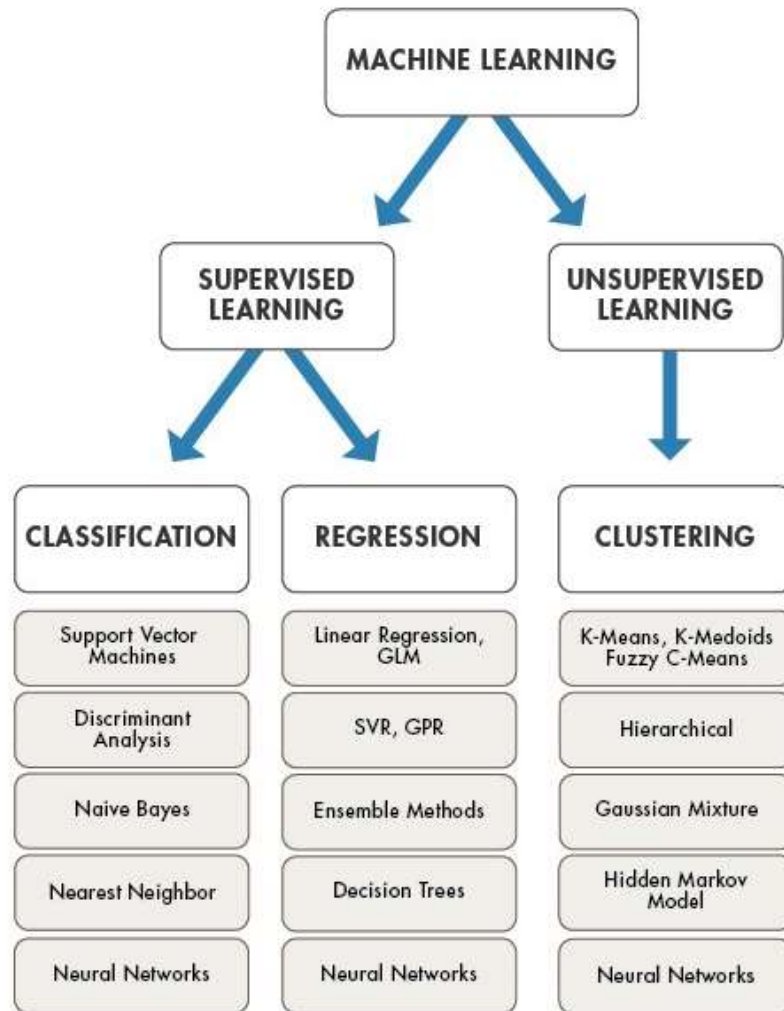 MACHINE LEARNING
SUPERVISED
LEARNING
UNSUPERVISED
LEARNING
CLASSIFICATION
REGRESSION
CLUSTERING
Support Vector
Machines
Linear Regression,
GLM
K-Means, K-Medoids
Fuzzy C-Means
Discriminant
Analysis
SVR, GPR
Hierarchical
Naive Bayes
Ensemble Methods
Gaussian Mixture
Nearest Neighbor
Decision Trees
Hidden Markov
Model
Neural Networks
Neural Networks
Neural Networks